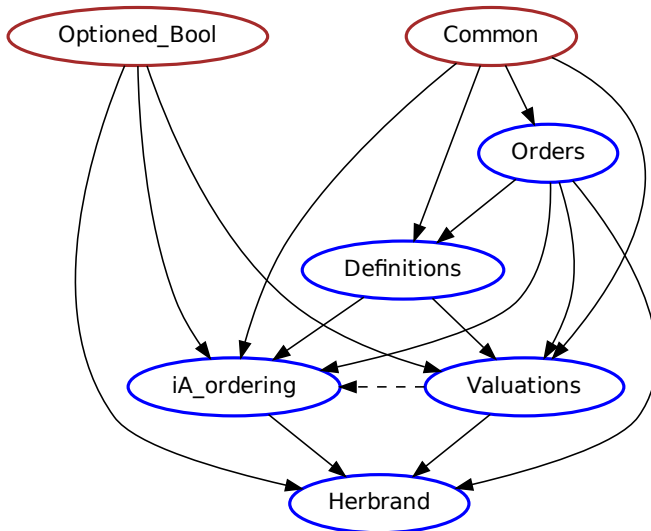 Optioned_Bool
Common
Orders
Definitions
iA_ordering
Valuations
Herbrand